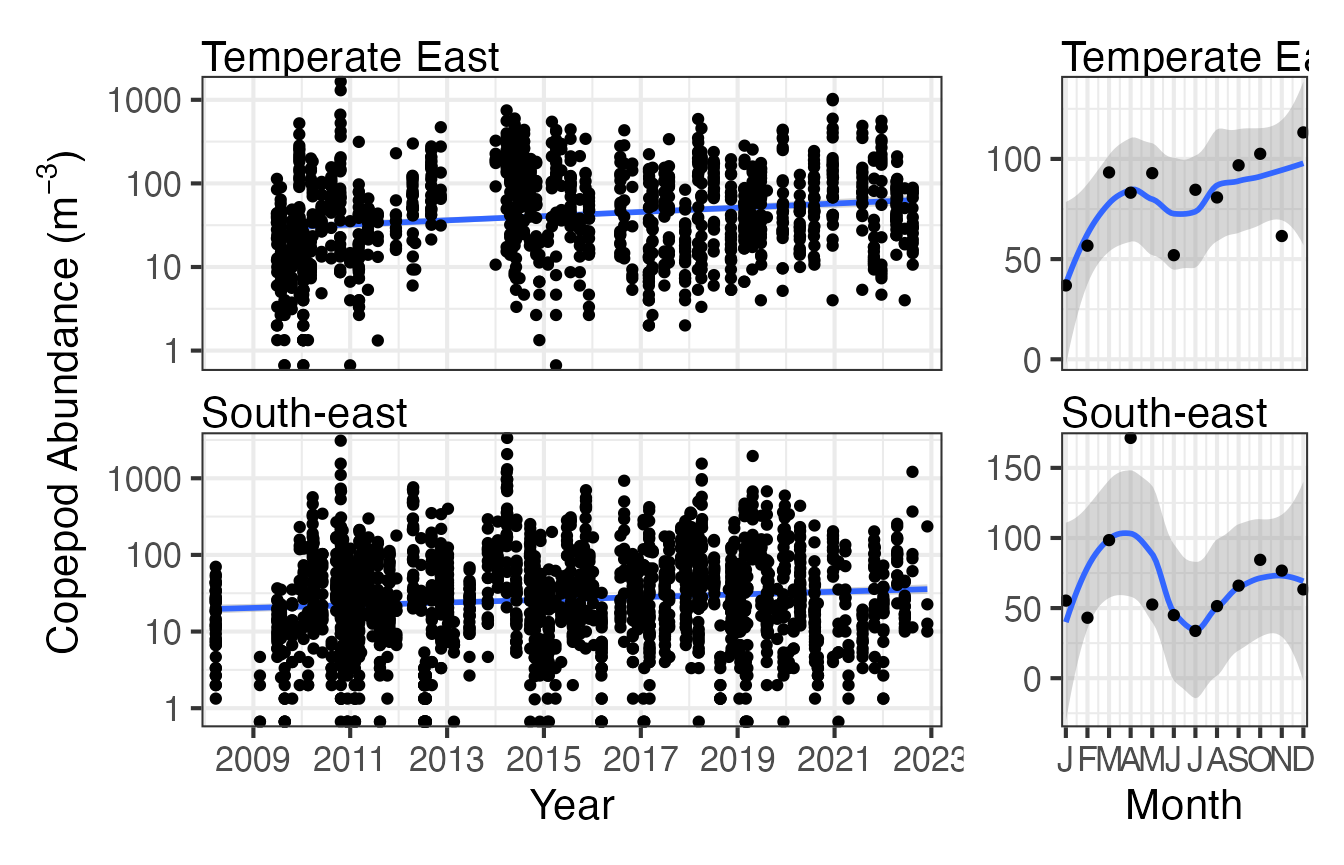 Temperate East
Temperate Ea
1000
100
10
1
100
50
0
Copepod Abundance (m⁻³)
South-east
South-east
1000
100
10
1
150
100
50
0
2009 2011 2013 2015 2017 2019 2021 2023
J F M A M J J A S O N D
Year
Month